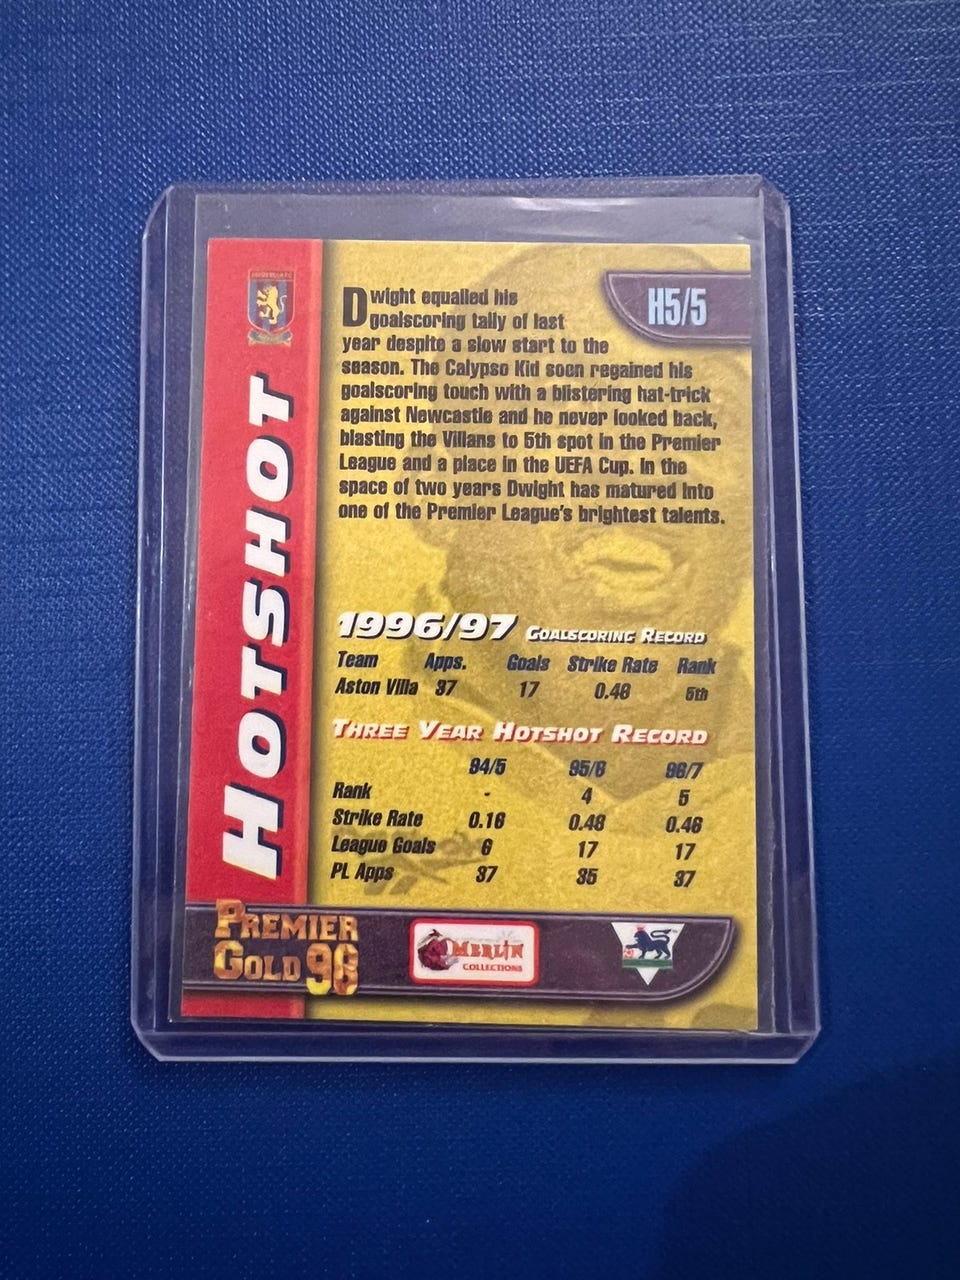 H5/5
Dwight equalled his
goalscoring tally of last
year despite a slow start to the
season. The Calypso Kid soon regained his
goalscoring touch with a blistering hat-trick
against Newcastle and he never looked back,
blasting the Villans to 5th spot in the Premier
League and a place in the UEFA Cup. In the
space of two years Dwight has matured into
one of the Premier League's brightest talents.
HOTSHOT
1996/97 GOALSCORING RECORD
Team Apps. Goals Strike Rate Rank
Aston Villa 37 17 0.46 5th
THREE YEAR HOTSHOT RECORD
94/5 95/6 96/7
Rank - 4 5
Strike Rate 0.16 0.48 0.46
League Goals 6 17 17
PL Apps 37 35 37
PREMIER
GOLD 98
MERLIN
COLLECTIONS